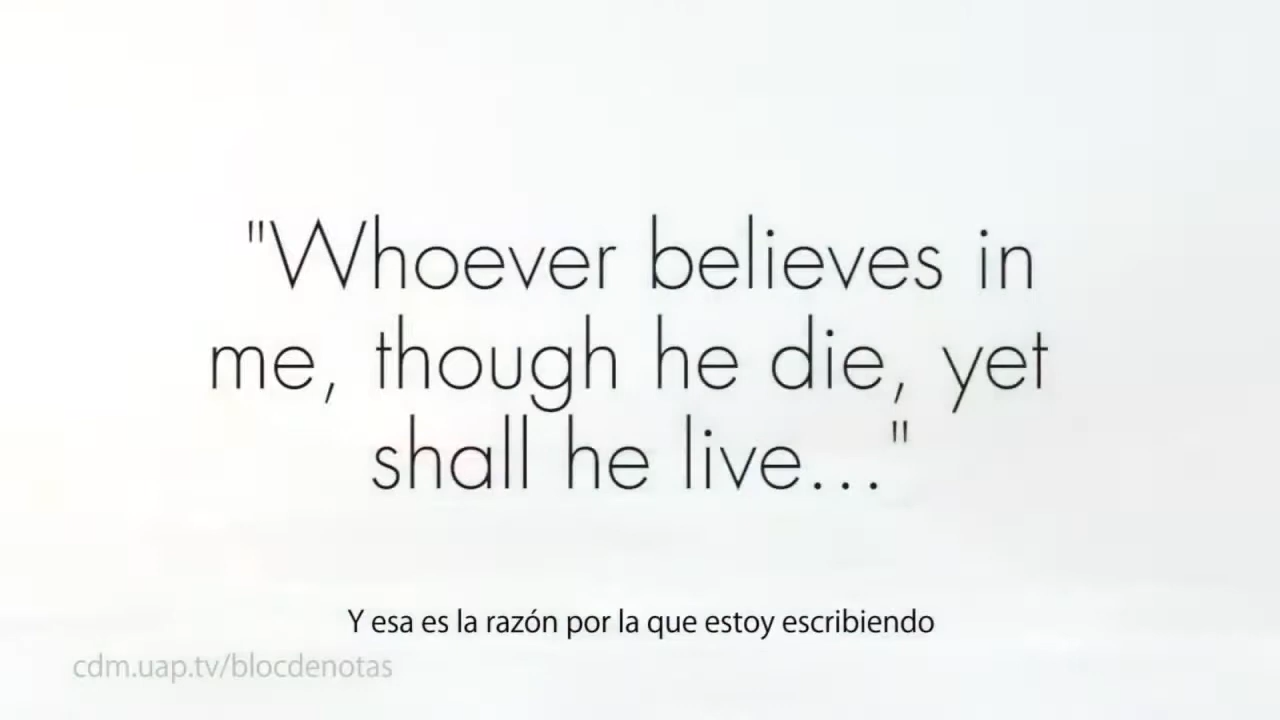 "Whoever believes in
me, though he die, yet
shall he live..."
Y esa es la razón por la que estoy escribiendo
cdm.uap.tv/blocdenotas